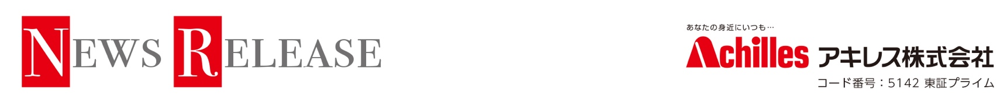 NEWS RELEASE
あなたの身近にいつも…
Achilles アキレス株式会社
コード番号：5142 東証プライム